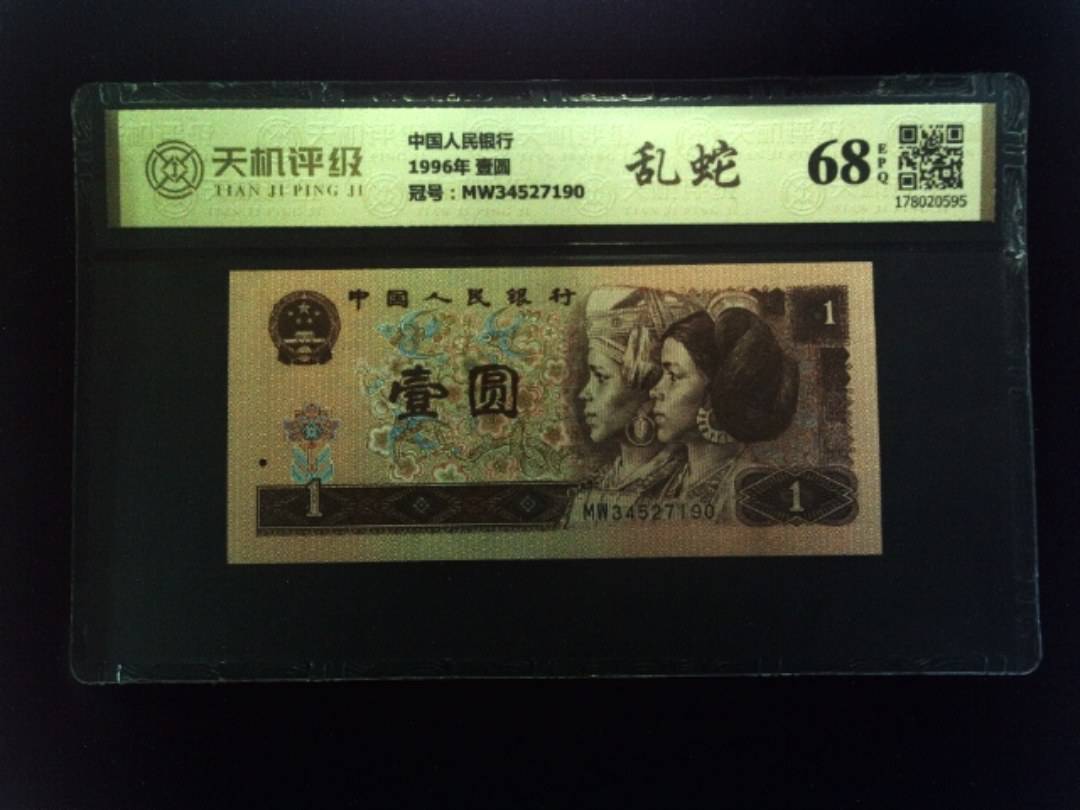 天机评级
TIAN JI PING JI
中国人民银行
1996年 壹圆
冠号：MW34527190
乱蛇
68
EPQ
178020595
中国人民银行
1
壹圆
1
MW34527190
1